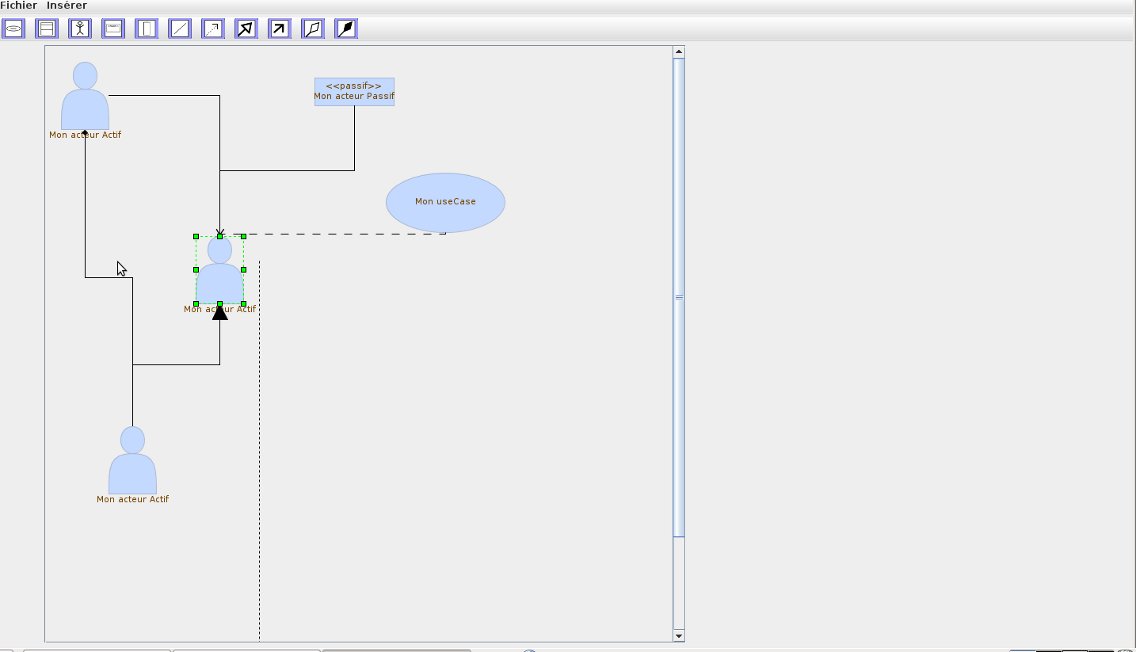 Fichier Insérer
<<passif>>
Mon acteur Passif
Mon acteur Actif
Mon useCase
Mon acteur Actif
Mon acteur Actif